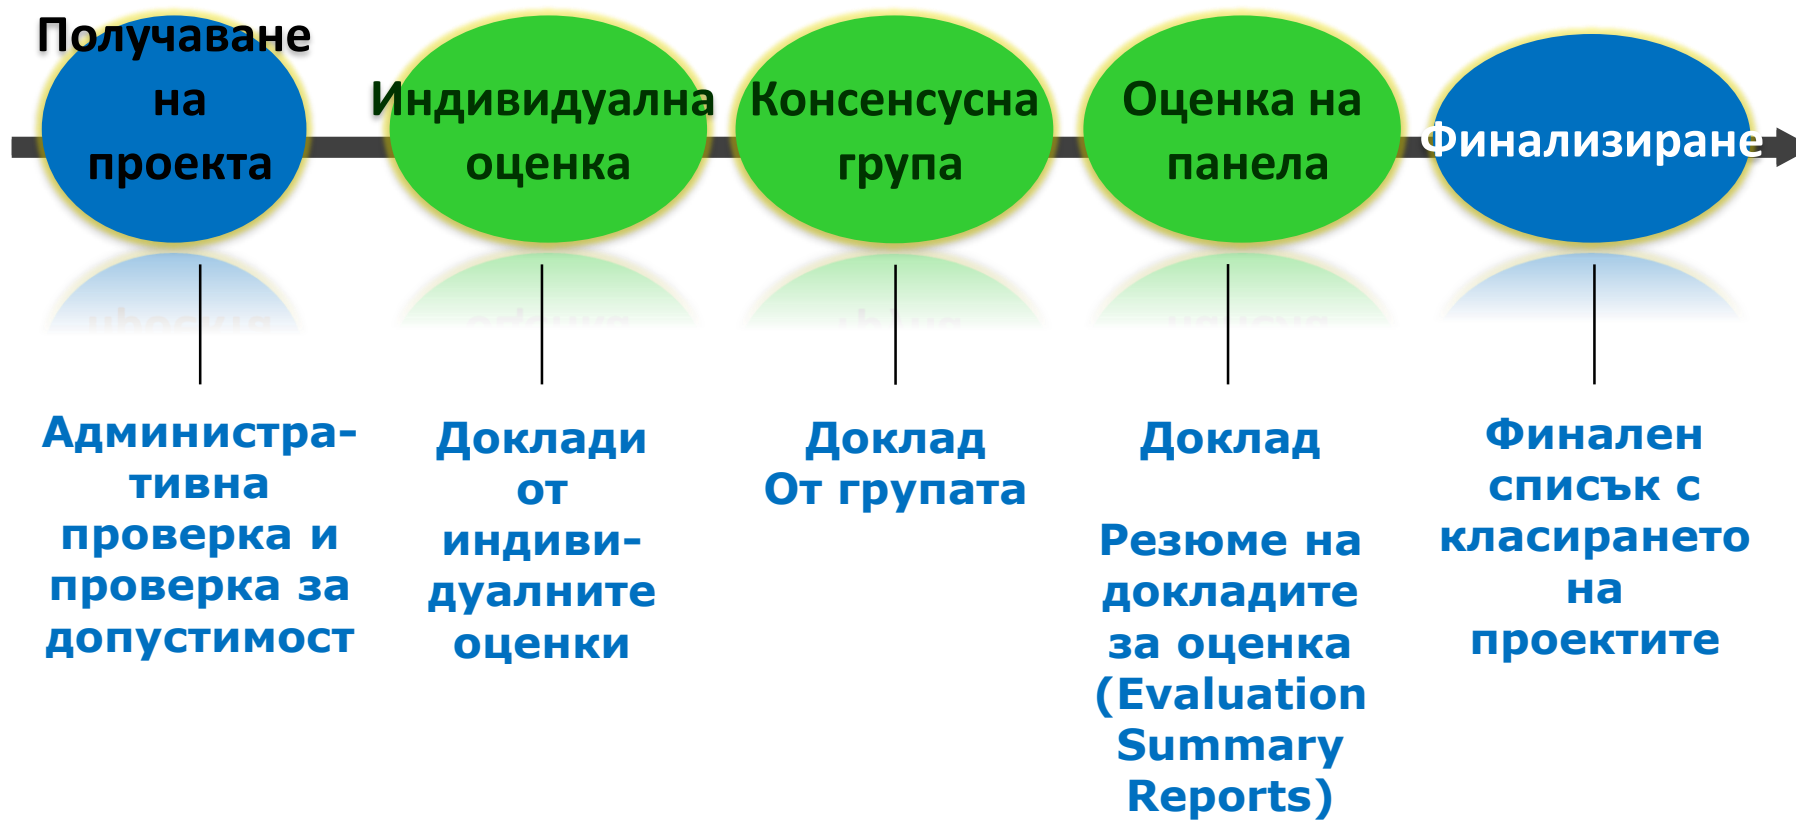 Получаване
на
проекта
Индивидуална
оценка
Консенсусна
група
Оценка на
панела
Финализиране
Администра-
тивна
проверка и
проверка за
допустимост
Доклади
от
индиви-
дуалните
оценки
Доклад
От групата
Доклад
Резюме на
докладите
за оценка
(Evaluation
Summary
Reports)
Финален
списък с
класирането
на
проектите